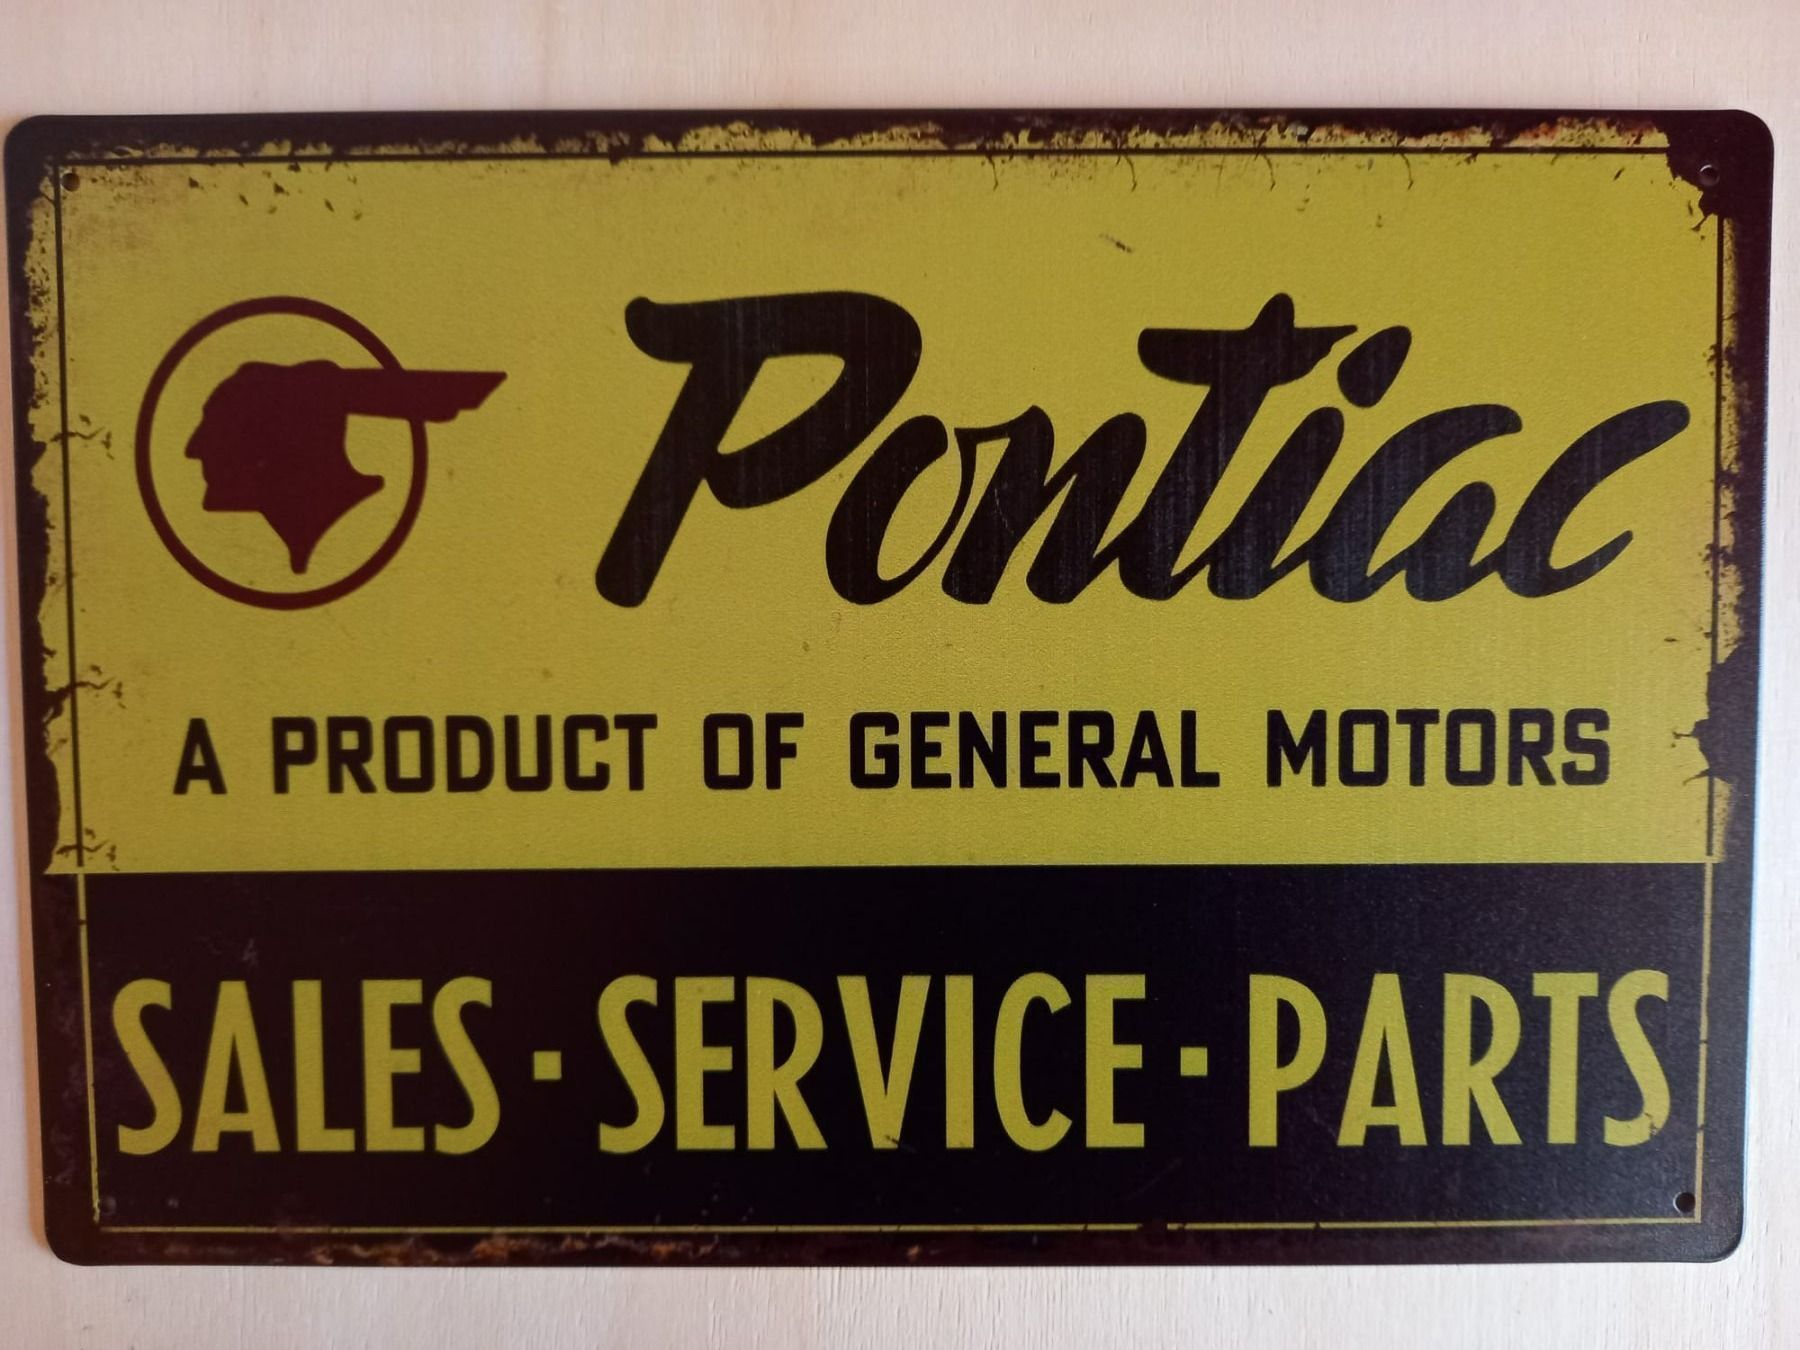 Pontiac
A PRODUCT OF GENERAL MOTORS
SALES · SERVICE · PARTS